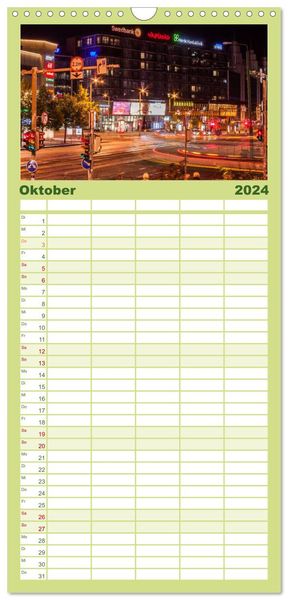 Swedbank
Oktober 2024
Di 1
Mi 2
Do 3
Fr 4
Sa 5
So 6
Mo 7
Di 8
Mi 9
Do 10
Fr 11
Sa 12
So 13
Mo 14
Di 15
Mi 16
Do 17
Fr 18
Sa 19
So 20
Mo 21
Di 22
Mi 23
Do 24
Fr 25
Sa 26
So 27
Mo 28
Di 29
Mi 30
Do 31